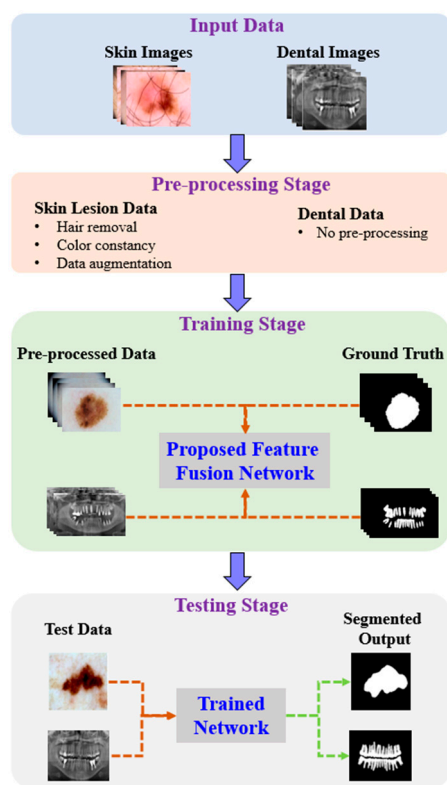 Input Data
Skin Images
Dental Images
Pre-processing Stage
Skin Lesion Data
• Hair removal
• Color constancy
• Data augmentation
Dental Data
• No pre-processing
Training Stage
Pre-processed Data
Ground Truth
Proposed Feature
Fusion Network
Testing Stage
Test Data
Segmented
Output
Trained
Network